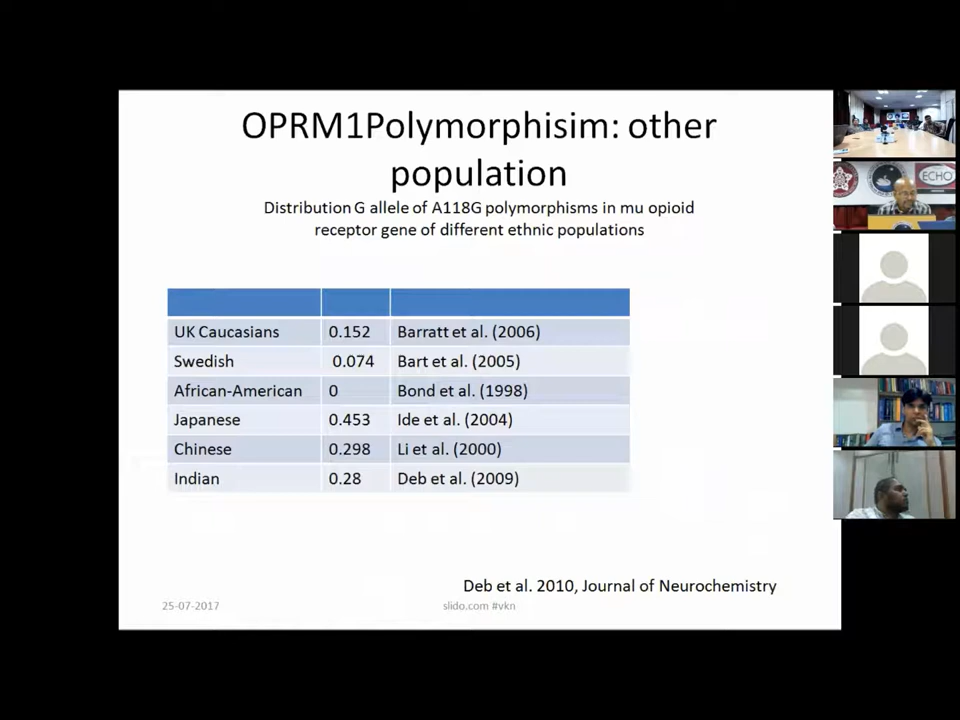 OPRM1Polymorphisim: other
population
Distribution G allele of A118G polymorphisms in mu opioid
receptor gene of different ethnic populations
UK Caucasians 0.152 Barratt et al. (2006)
Swedish 0.074 Bart et al. (2005)
African-American 0 Bond et al. (1998)
Japanese 0.453 Ide et al. (2004)
Chinese 0.298 Li et al. (2000)
Indian 0.28 Deb et al. (2009)
Deb et al. 2010, Journal of Neurochemistry
25-07-2017 slido.com #vkn
ECHO